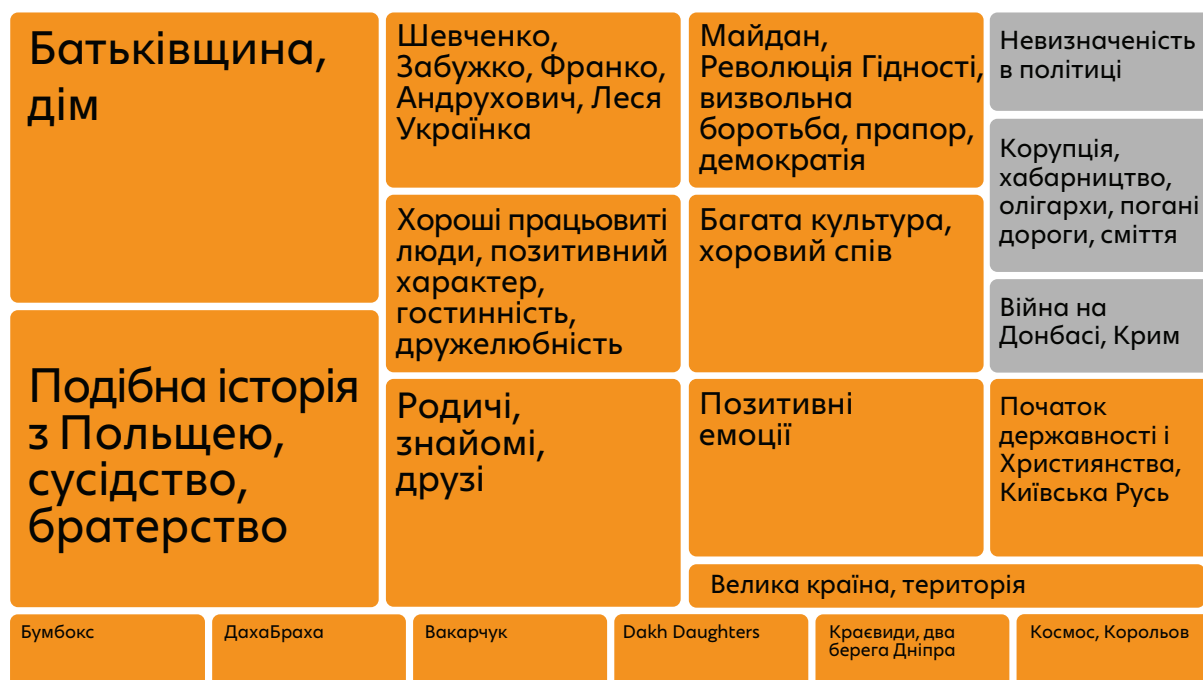 Батьківщина,
дім
Шевченко,
Забужко, Франко,
Андрухович, Леся
Українка
Майдан,
Революція Гідності,
визвольна
боротьба, прапор,
демократія
Невизначеність
в політиці
Корупція,
хабарництво,
олігархи, погані
дороги, сміття
Хороші працьовиті
люди, позитивний
характер,
гостинність,
дружелюбність
Багата культура,
хоровий спів
Війна на
Донбасі, Крим
Подібна історія
з Польщею,
сусідство,
братерство
Родичі,
знайомі,
друзі
Позитивні
емоції
Початок
державності і
Християнства,
Київська Русь
Велика країна, територія
Бумбокс
ДахаБраха
Вакарчук
Dakh Daughters
Краєвиди, два
берега Дніпра
Космос, Корольов